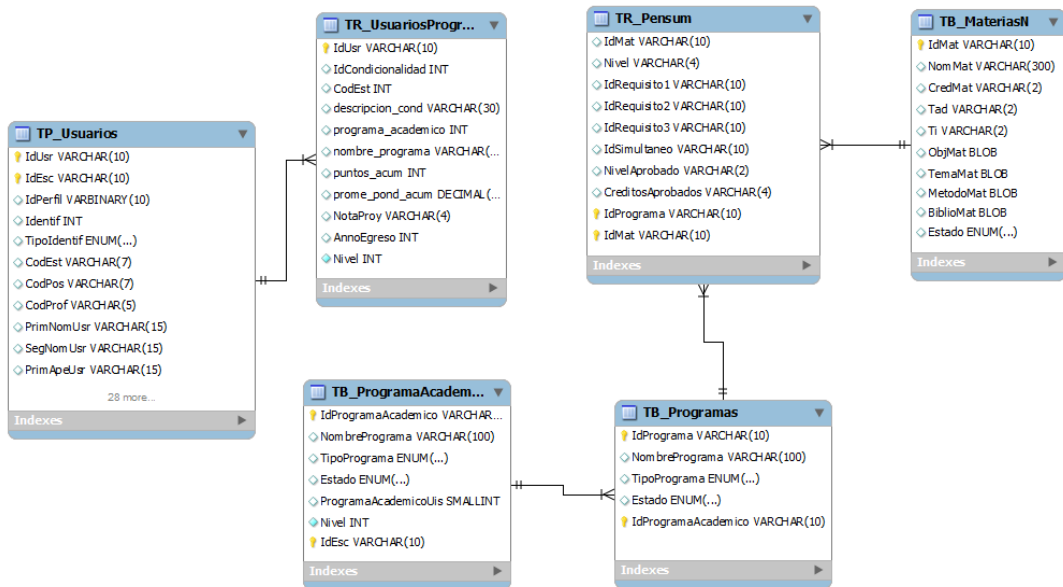 TP_Usuarios
IdUsr VARCHAR(10)
IdEsc VARCHAR(10)
IdPerfil VARBINARY(10)
Identif INT
TipoIdentif ENUM(...)
CodEst VARCHAR(7)
CodPos VARCHAR(7)
CodProf VARCHAR(5)
PrimNomUsr VARCHAR(15)
SegNomUsr VARCHAR(15)
PrimApeUsr VARCHAR(15)
28 more...
Indexes
TR_UsuariosProgr...
IdUsr VARCHAR(10)
IdCondicionalidad INT
CodEst INT
descripcion_cond VARCHAR(30)
programa_academico INT
nombre_programa VARCHAR(...
puntos_acum INT
prome_pond_acum DECIMAL(...
NotaProy VARCHAR(4)
AnnoEgreso INT
Nivel INT
Indexes
TR_Pensum
IdMat VARCHAR(10)
Nivel VARCHAR(4)
IdRequisito1 VARCHAR(10)
IdRequisito2 VARCHAR(10)
IdRequisito3 VARCHAR(10)
IdSimultaneo VARCHAR(10)
NivelAprobado VARCHAR(2)
CreditosAprobados VARCHAR(4)
IdPrograma VARCHAR(10)
IdMat VARCHAR(10)
Indexes
TB_MateriasN
IdMat VARCHAR(10)
NomMat VARCHAR(300)
CredMat VARCHAR(2)
Tad VARCHAR(2)
Ti VARCHAR(2)
ObjMat BLOB
TemaMat BLOB
MetodoMat BLOB
BiblioMat BLOB
Estado ENUM(...)
Indexes
TB_ProgramaAcadem...
IdProgramaAcademico VARCHAR...
NombrePrograma VARCHAR(100)
TipoPrograma ENUM(...)
Estado ENUM(...)
ProgramaAcademicoUis SMALLINT
Nivel INT
IdEsc VARCHAR(10)
Indexes
TB_Programas
IdPrograma VARCHAR(10)
NombrePrograma VARCHAR(100)
TipoPrograma ENUM(...)
Estado ENUM(...)
IdProgramaAcademico VARCHAR(10)
Indexes